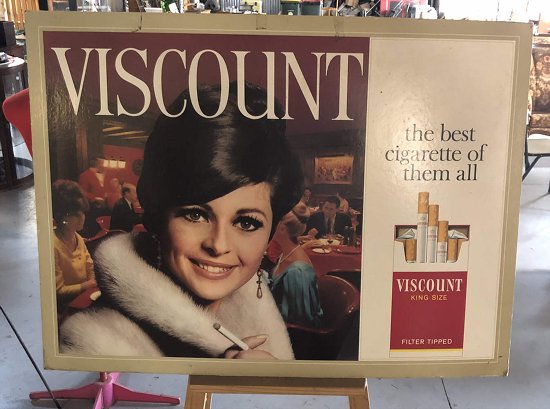 VISCOUNT
the best
cigarette of
them all
VISCOUNT
KING SIZE
FILTER TIPPED